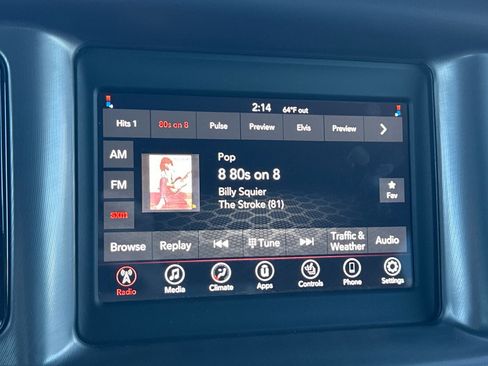 2:14 64°F out
Hits 1 80s on 8 Pulse Preview Elvis Preview
AM
FM
sxm
Pop
8 80s on 8
Billy Squier
The Stroke (81)
Fav
Browse Replay Tune Traffic & Weather Audio
Radio Media Climate Apps Controls Phone Settings